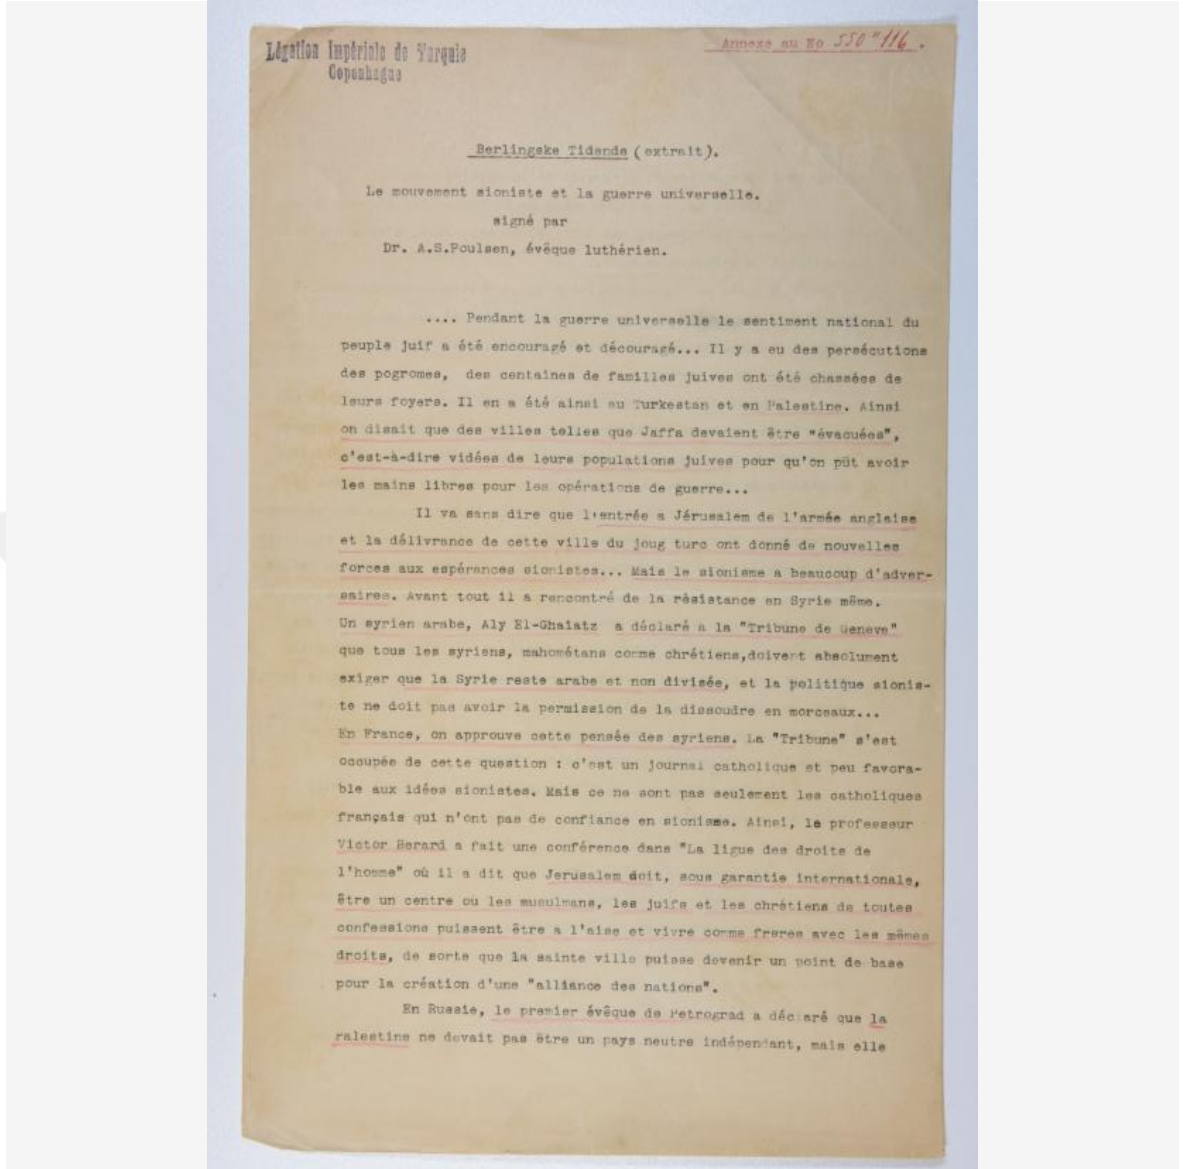 Légation Impériale de Turquie
Copenhague
Annexe au No 550"116.
Berlingske Tidende (extrait).
Le mouvement sioniste et la guerre universelle.
signé par
Dr. A.S.Poulsen, évêque luthérien.
.... Pendant la guerre universelle le sentiment national du
peuple juif a été encouragé et découragé... Il y a eu des persécutions
des pogromes, des centaines de familles juives ont été chassées de
leurs foyers. Il en a été ainsi au Turkestan et en Palestine. Ainsi
on disait que des villes telles que Jaffa devaient être "évacuées",
c'est-à-dire vidées de leurs populations juives pour qu'on pût avoir
les mains libres pour les opérations de guerre...
Il va sans dire que l'entrée a Jérusalem de l'armée anglaise
et la délivrance de cette ville du joug turc ont donné de nouvelles
forces aux espérances sionistes... Mais le sionisme a beaucoup d'adver-
saires. Avant tout il a rencontré de la résistance en Syrie même.
Un syrien arabe, Aly El-Ghaiatz a déclaré a la "Tribune de Geneve"
que tous les syriens, mahométans comme chrétiens,doivent absolument
exiger que la Syrie reste arabe et non divisée, et la politique sionis-
te ne doit pas avoir la permission de la dissoudre en morceaux...
En France, on approuve cette pensée des syriens. La "Tribune" s'est
occupée de cette question : c'est un journal catholique et peu favora-
ble aux idées sionistes. Mais ce ne sont pas seulement les catholiques
français qui n'ont pas de confiance en sionisme. Ainsi, le professeur
Victor Berard a fait une conférence dans "La ligue des droits de
l'homme" où il a dit que Jerusalem doit, sous garantie internationale,
être un centre ou les musulmans, les juifs et les chrétiens de toutes
confessions puissent être a l'aise et vivre comme freres avec les mêmes
droits, de sorte que la sainte ville puisse devenir un point de base
pour la création d'une "alliance des nations".
En Russie, le premier évêque de Petrograd a déclaré que la
Palestine ne devait pas être un pays neutre indépendant, mais elle